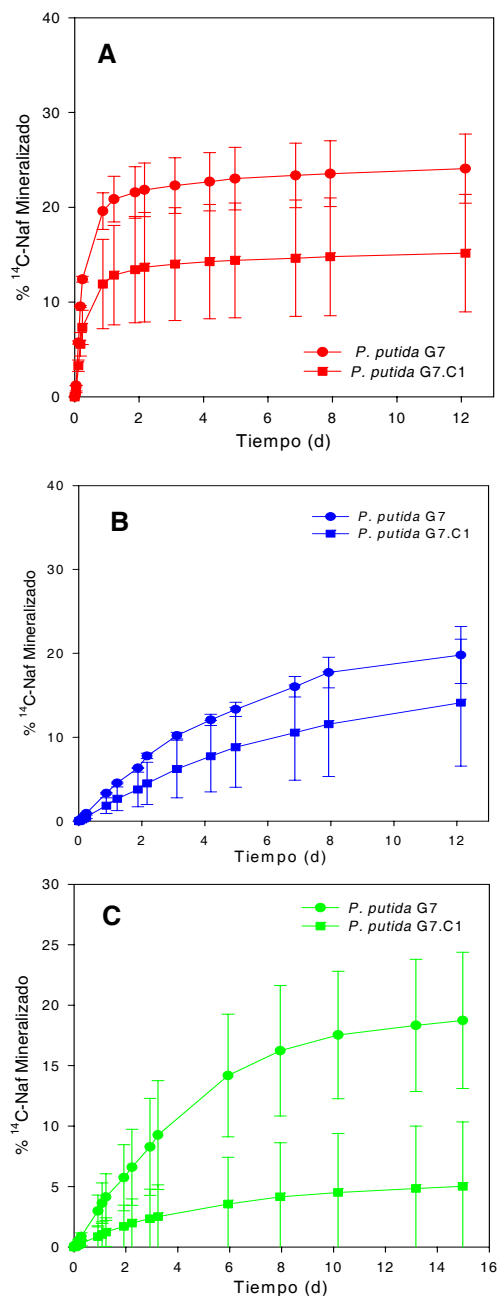 40
A
30
20
10
0
% ¹⁴C-Naf Mineralizado
P. putida G7
P. putida G7.C1
0 2 4 6 8 10 12
Tiempo (d)
40
B
30
20
10
0
% ¹⁴C-Naf Mineralizado
P. putida G7
P. putida G7.C1
0 2 4 6 8 10 12
Tiempo (d)
30
C
25
20
15
10
5
0
% ¹⁴C-Naf Mineralizado
P. putida G7
P. putida G7.C1
0 2 4 6 8 10 12 14 16
Tiempo (d)